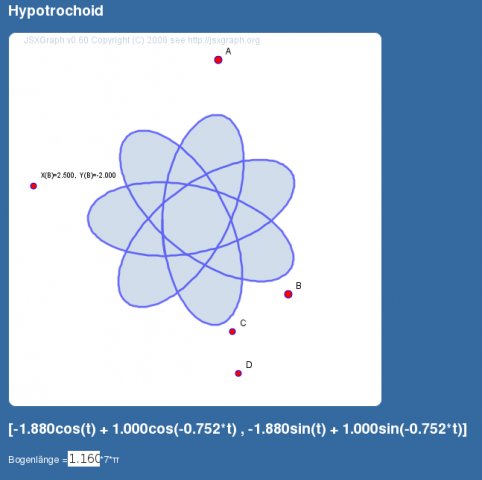 Hypotrochoid
JSXGraph v0.60 Copyright (C) 2008 see http://jsxgraph.org
A
X(B)=2.500, Y(B)=-2.000
B
C
D
[-1.880cos(t) + 1.000cos(-0.752*t) , -1.880sin(t) + 1.000sin(-0.752*t)]
Bogenlänge = 1.160*7*π